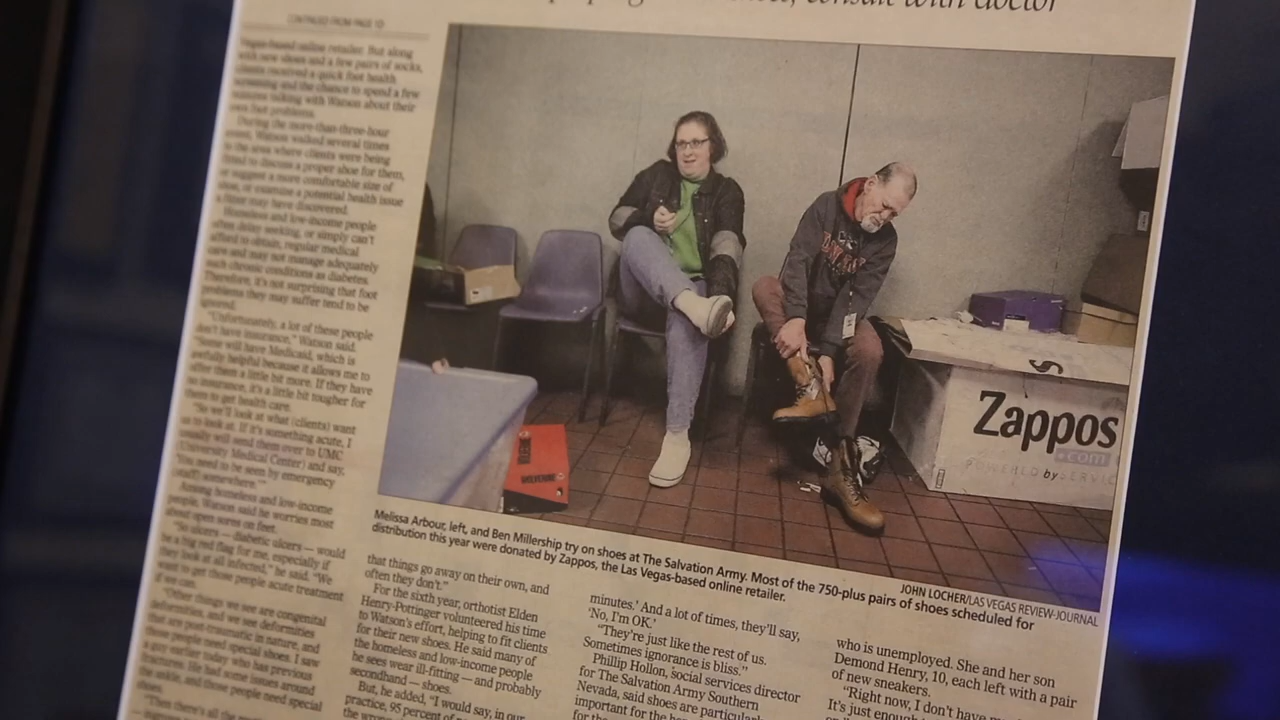 consult with doctor
CONTINUED FROM PAGE 1D
Vegas-based online retailer. But along
with new shoes and a few pairs of socks,
clients received a quick foot health
screening and the chance to spend a few
minutes talking with Watson about their
own foot problems.
During the more-than-three-hour
event, Watson walked several times
to the area where clients were being
fitted to discuss a proper shoe for them,
or suggest a more comfortable size of
shoe, or examine a potential health issue
a fitter may have discovered.
Homeless and low-income people
often delay seeking, or simply can't
afford to obtain, regular medical
care and may not manage adequately
such chronic conditions as diabetes.
Therefore, it's not surprising that foot
problems they may suffer tend to be
ignored.
"Unfortunately, a lot of these people
don't have insurance," Watson said.
"Some will have Medicaid, which is
awfully helpful because it allows me to
offer them a little bit more. If they have
no insurance, it's a little bit tougher for
them to get health care.
"So we'll look at what (clients) want
us to look at. If it's something acute, I
usually will send them over to UMC
(University Medical Center) and say,
'You need to be seen by emergency
(staff) somewhere.'"
Among homeless and low-income
people, Watson said he worries most
about open sores on feet.
"So ulcers — diabetic ulcers — would
be a big red flag for me, especially if
they look at all infected," he said. "We
want to get those people acute treatment
if we can.
"Other things we see are congenital
deformities, and we see deformities
that are post-traumatic in nature, and
those people need special shoes. I saw
a guy earlier today who has previous
fractures. He had some issues around
the ankle, and those people need special
shoes.
"Then there's all the
Zappos
.com
POWERED by SERVIC
WOLVERINE
JOHN LOCHER/LAS VEGAS REVIEW-JOURNAL
Melissa Arbour, left, and Ben Millership try on shoes at The Salvation Army. Most of the 750-plus pairs of shoes scheduled for
distribution this year were donated by Zappos, the Las Vegas-based online retailer.
that things go away on their own, and
often they don't."
For the sixth year, orthotist Elden
Henry-Pottinger volunteered his time
to Watson's effort, helping to fit clients
for their new shoes. He said many of
the homeless and low-income people
he sees wear ill-fitting — and probably
secondhand — shoes.
But, he added, "I would say, in our
practice, 95 percent of
minutes.' And a lot of times, they'll say,
'No, I'm OK.'
"They're just like the rest of us.
Sometimes ignorance is bliss."
Phillip Hollon, social services director
for The Salvation Army Southern
Nevada, said shoes are particularly
important for the
who is unemployed. She and her son
Demond Henry, 10, each left with a pair
of new sneakers.
"Right now, I don't have
It's just enough